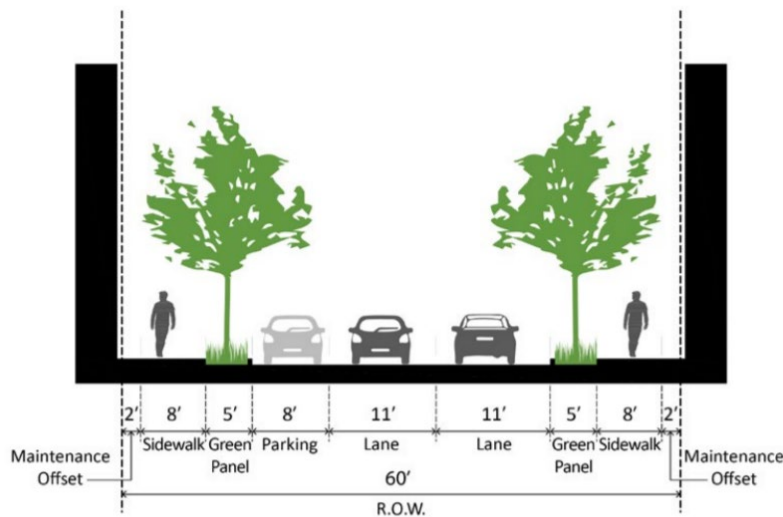 2′ 8′ 5′ 8′ 11′ 11′ 5′ 8′ 2′
Sidewalk Green Panel Parking Lane Lane Green Panel Sidewalk
Maintenance Offset
Maintenance Offset
60′
R.O.W.